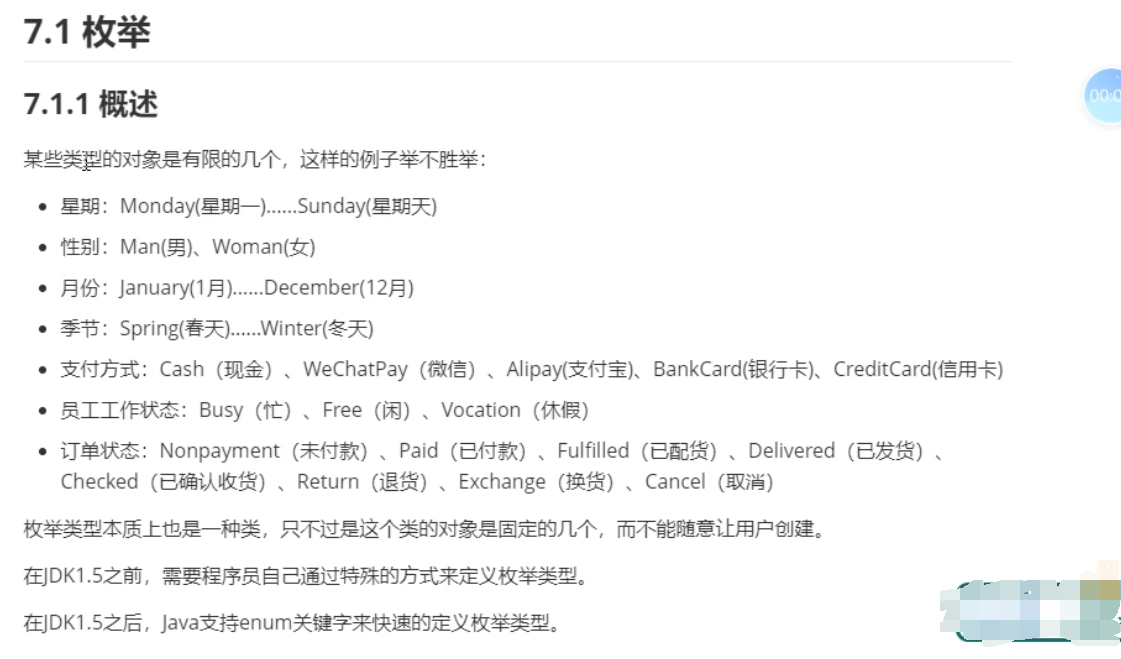 7.1 枚举
7.1.1 概述
某些类型的对象是有限的几个，这样的例子举不胜举：
• 星期：Monday(星期一)......Sunday(星期天)
• 性别：Man(男)、Woman(女)
• 月份：January(1月)......December(12月)
• 季节：Spring(春天)......Winter(冬天)
• 支付方式：Cash（现金）、WeChatPay（微信）、Alipay(支付宝)、BankCard(银行卡)、CreditCard(信用卡)
• 员工工作状态：Busy（忙）、Free（闲）、Vocation（休假）
• 订单状态：Nonpayment（未付款）、Paid（已付款）、Fulfilled（已配货）、Delivered（已发货）、
Checked（已确认收货）、Return（退货）、Exchange（换货）、Cancel（取消）
枚举类型本质上也是一种类，只不过是这个类的对象是固定的几个，而不能随意让用户创建。
在JDK1.5之前，需要程序员自己通过特殊的方式来定义枚举类型。
在JDK1.5之后，Java支持enum关键字来快速的定义枚举类型。